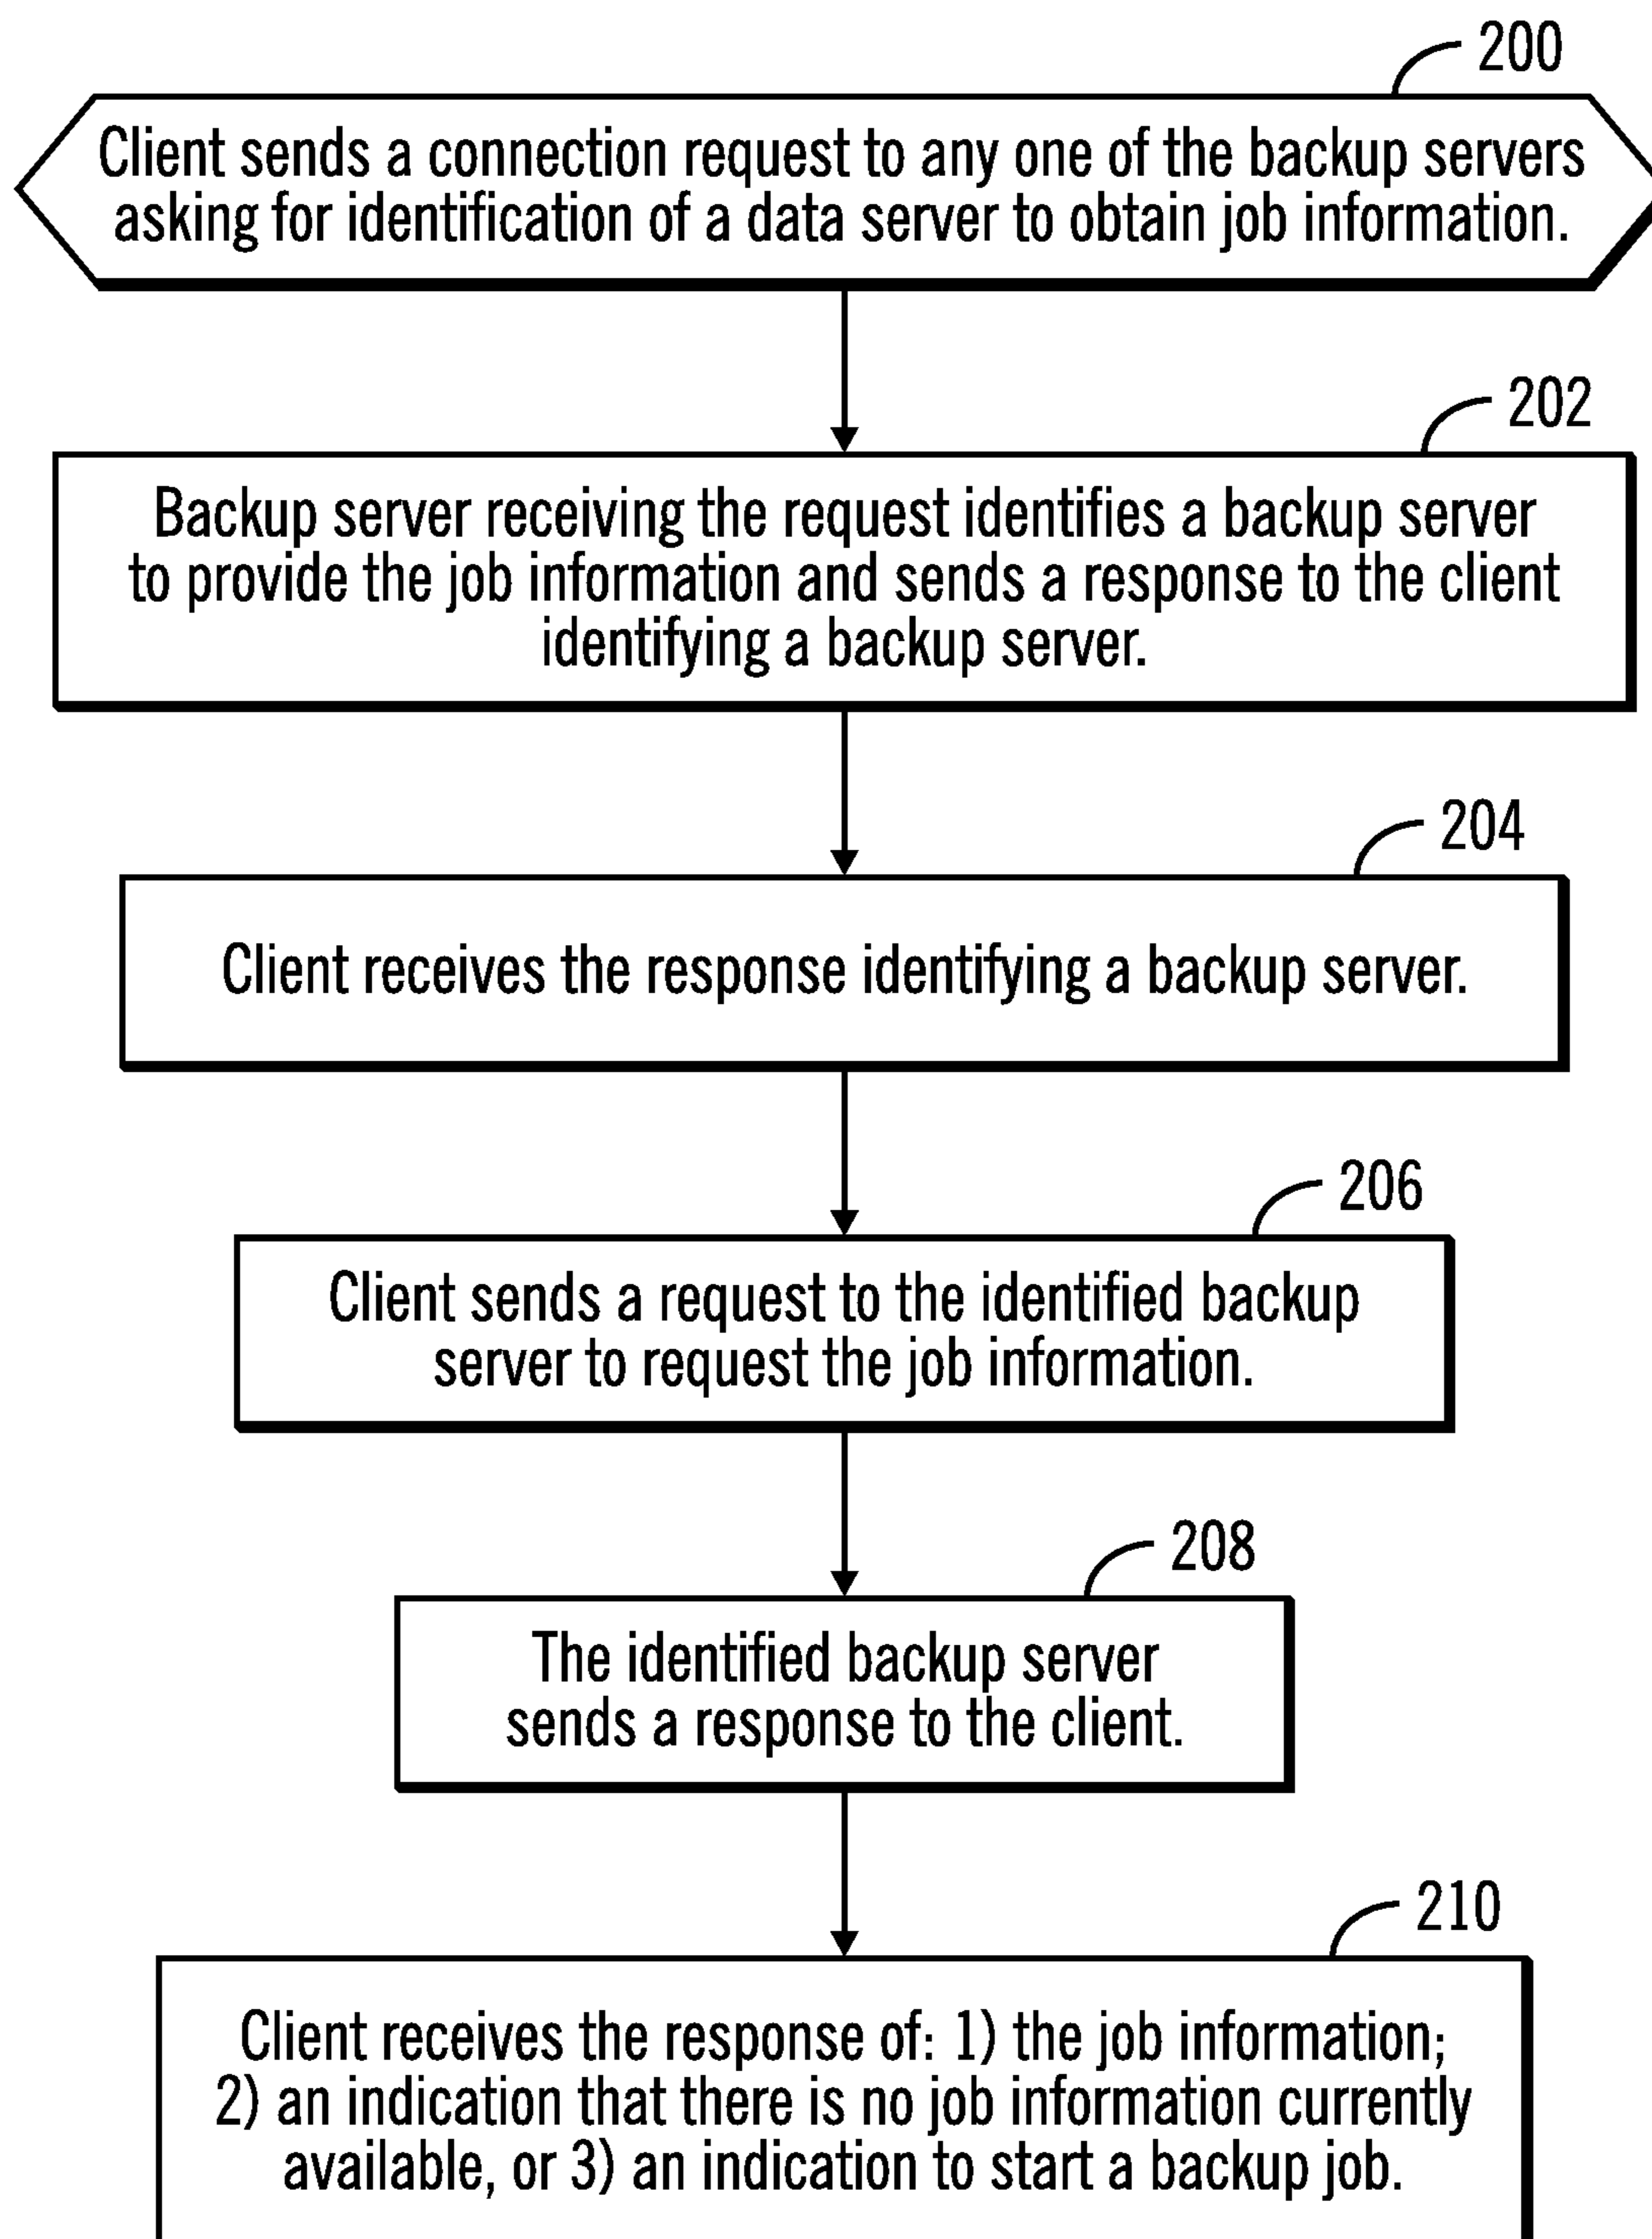 200
Client sends a connection request to any one of the backup servers
asking for identification of a data server to obtain job information.
202
Backup server receiving the request identifies a backup server
to provide the job information and sends a response to the client
identifying a backup server.
204
Client receives the response identifying a backup server.
206
Client sends a request to the identified backup
server to request the job information.
208
The identified backup server
sends a response to the client.
210
Client receives the response of: 1) the job information;
2) an indication that there is no job information currently
available, or 3) an indication to start a backup job.